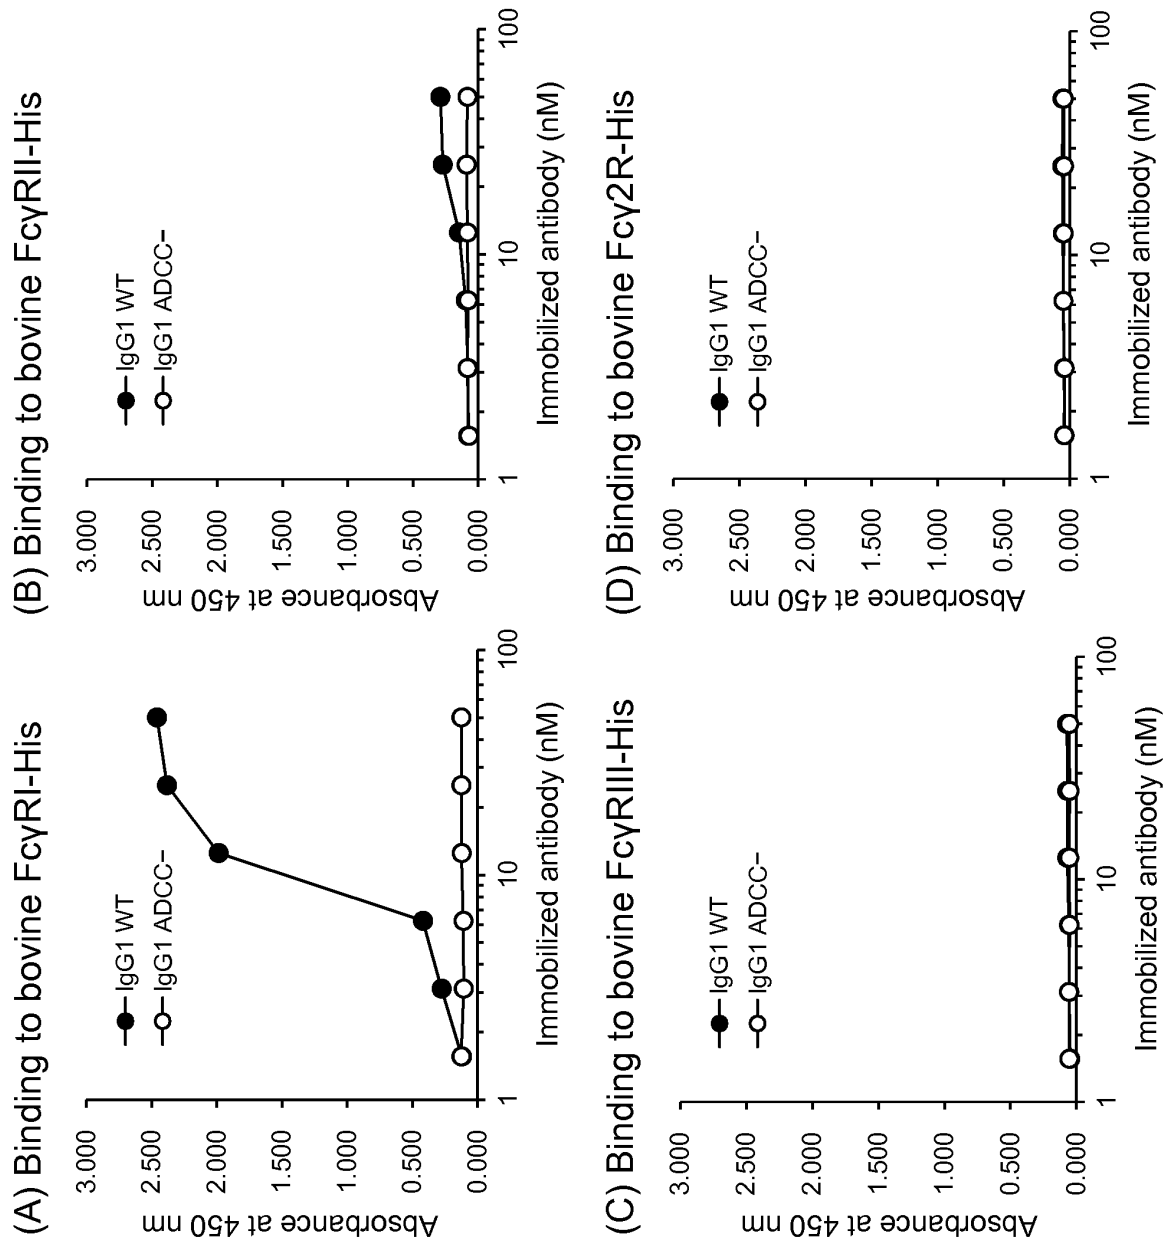 (A) Binding to bovine FcγRI-His
Absorbance at 450 nm
3.000
2.500
2.000
1.500
1.000
0.500
0.000
IgG1 WT
IgG1 ADCC−
1 10 100
Immobilized antibody (nM)
(B) Binding to bovine FcγRII-His
Absorbance at 450 nm
3.000
2.500
2.000
1.500
1.000
0.500
0.000
IgG1 WT
IgG1 ADCC−
1 10 100
Immobilized antibody (nM)
(C) Binding to bovine FcγRIII-His
Absorbance at 450 nm
3.000
2.500
2.000
1.500
1.000
0.500
0.000
IgG1 WT
IgG1 ADCC−
1 10 100
Immobilized antibody (nM)
(D) Binding to bovine Fcγ2R-His
Absorbance at 450 nm
3.000
2.500
2.000
1.500
1.000
0.500
0.000
IgG1 WT
IgG1 ADCC−
1 10 100
Immobilized antibody (nM)